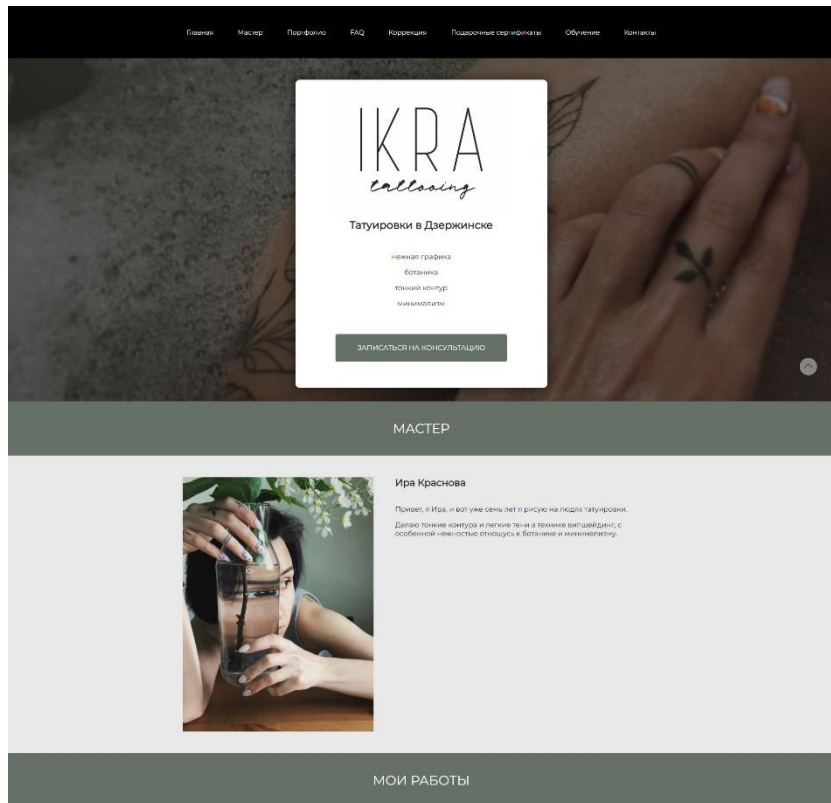 Главная Мастер Портфолио FAQ Коррекция Подарочные сертификаты Обучение Контакты
IKRA
tattooing
Татуировки в Дзержинске
нежная графика
ботаника
тонкий контур
минимализм
ЗАПИСАТЬСЯ НА КОНСУЛЬТАЦИЮ
МАСТЕР
Ира Краснова
Привет, я Ира, и вот уже семь лет я рисую на людях татуировки.
Делаю тонкие контура и легкие тени в технике випшейдинг, с
особенной нежностью отношусь к ботанике и минимализму.
МОИ РАБОТЫ